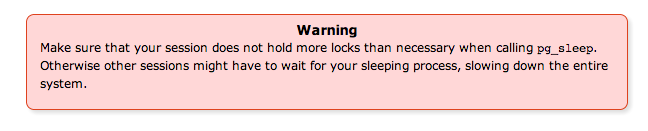 Warning
Make sure that your session does not hold more locks than necessary when calling pg_sleep.
Otherwise other sessions might have to wait for your sleeping process, slowing down the entire
system.